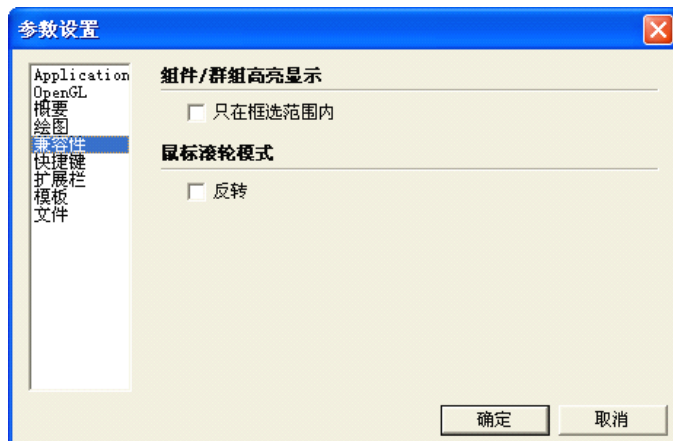 参数设置
Application
OpenGL
概要
绘图
兼容性
快捷键
扩展栏
模板
文件
组件/群组高亮显示
只在框选范围内
鼠标滚轮模式
反转
确定
取消